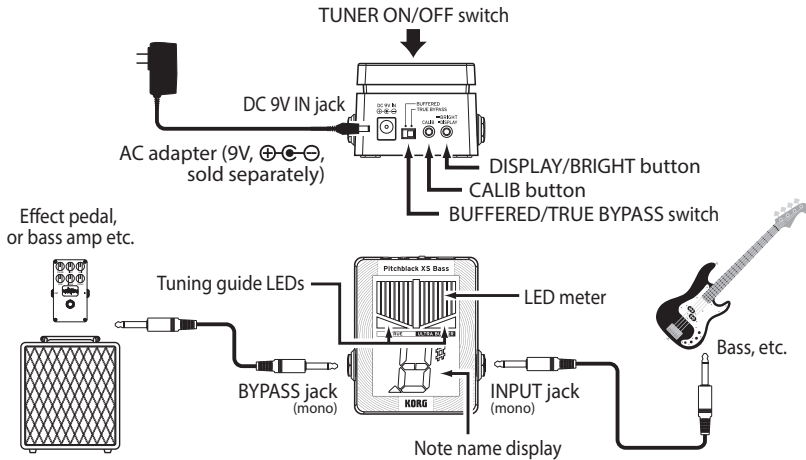 TUNER ON/OFF switch
DC 9V IN jack
DC 9V IN
BUFFERED
TRUE BYPASS
CALIB
BRIGHT
DISPLAY
AC adapter (9V, ⊕-C-⊖,
sold separately)
DISPLAY/BRIGHT button
CALIB button
BUFFERED/TRUE BYPASS switch
Effect pedal,
or bass amp etc.
Pitchblack XS Bass
Tuning guide LEDs
LED meter
Bass, etc.
BYPASS jack
(mono)
INPUT jack
(mono)
KORG
Note name display